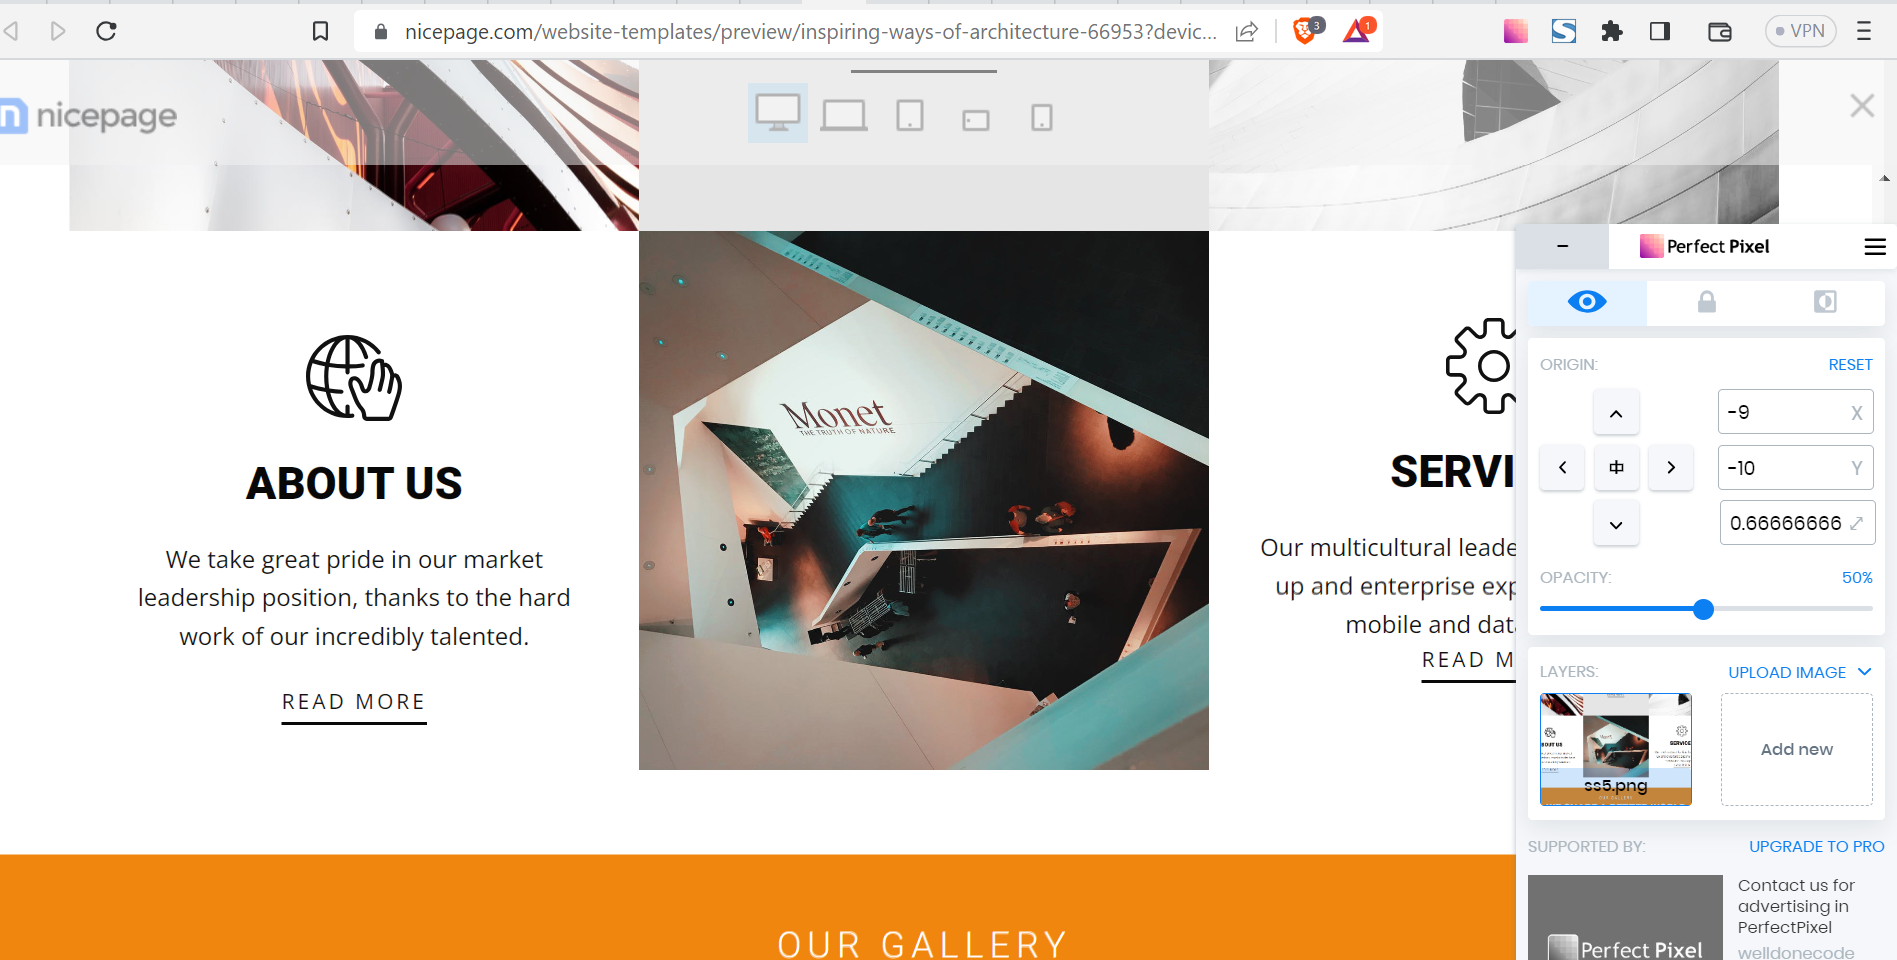 nicepage.com/website-templates/preview/inspiring-ways-of-architecture-66953?devic...
3
1
VPN
nicepage
Perfect Pixel
ORIGIN:
RESET
-9
X
-10
Y
0.66666666
OPACITY:
50%
LAYERS:
UPLOAD IMAGE
ss5.png
Add new
SUPPORTED BY:
UPGRADE TO PRO
Contact us for
advertising in
PerfectPixel
welldonecode
Perfect Pixel
ABOUT US
We take great pride in our market
leadership position, thanks to the hard
work of our incredibly talented.
READ MORE
Monet
THE TRUTH OF NATURE
SERVI
Our multicultural leade
up and enterprise exp
mobile and data
READ M
OUR GALLERY